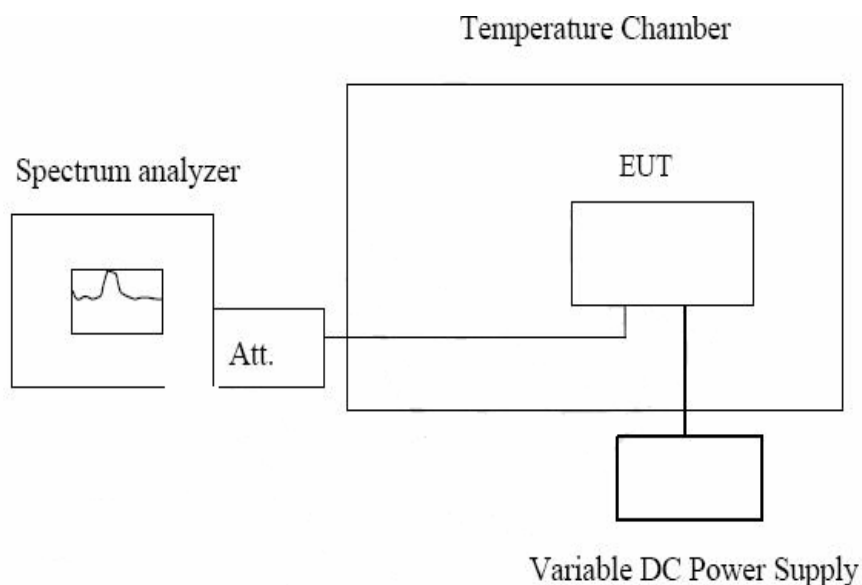 Temperature Chamber
Spectrum analyzer
EUT
Att.
Variable DC Power Supply